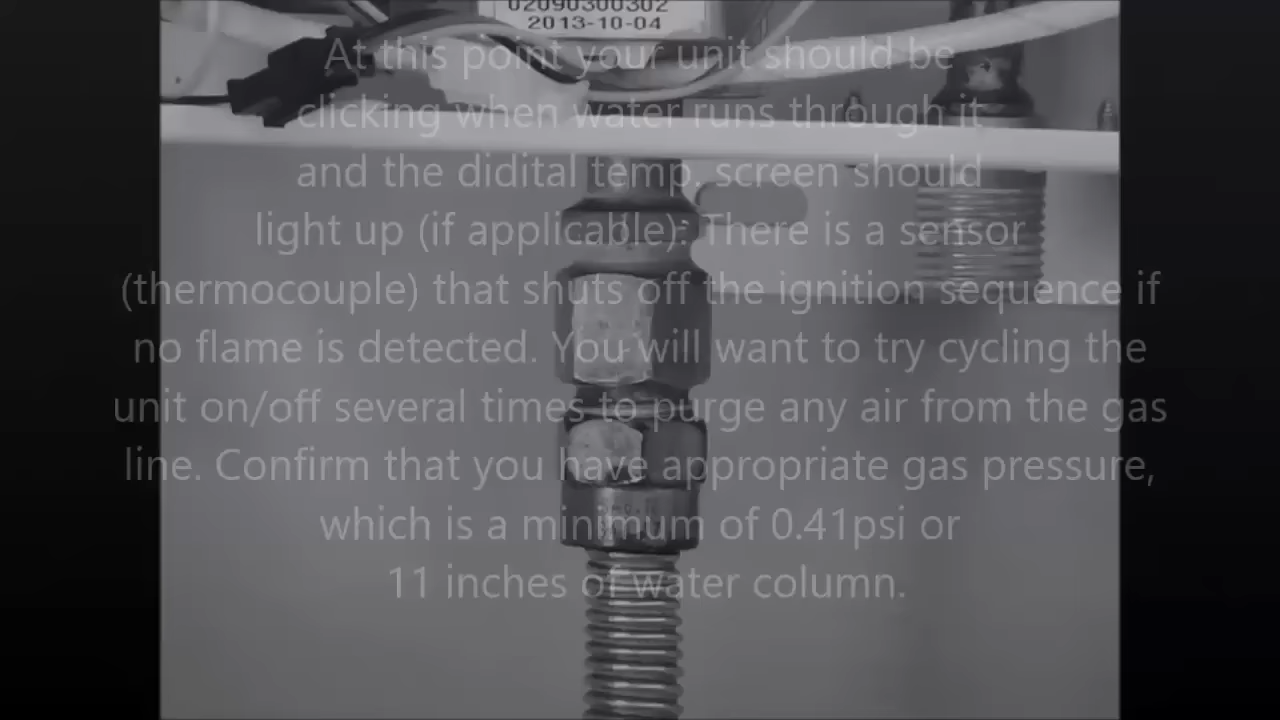 02090300302
2013-10-04
At this point your unit should be
clicking when water runs through it
and the didital temp. screen should
light up (if applicable). There is a sensor
(thermocouple) that shuts off the ignition sequence if
no flame is detected. You will want to try cycling the
unit on/off several times to purge any air from the gas
line. Confirm that you have appropriate gas pressure,
which is a minimum of 0.41psi or
11 inches of water column.